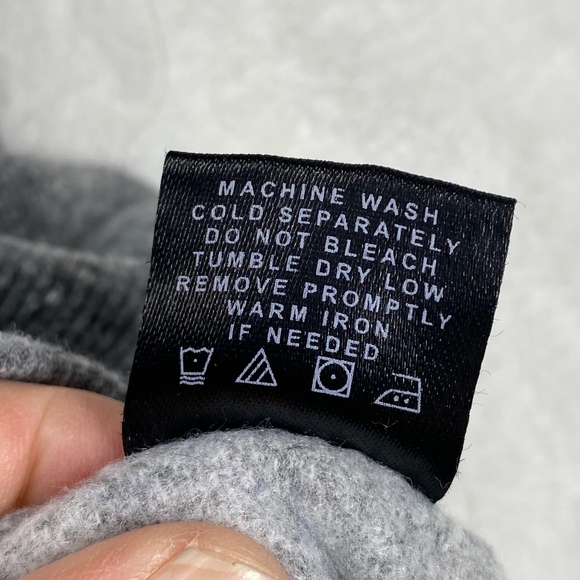 MACHINE WASH
COLD SEPARATELY
DO NOT BLEACH
TUMBLE DRY LOW
REMOVE PROMPTLY
WARM IRON
IF NEEDED